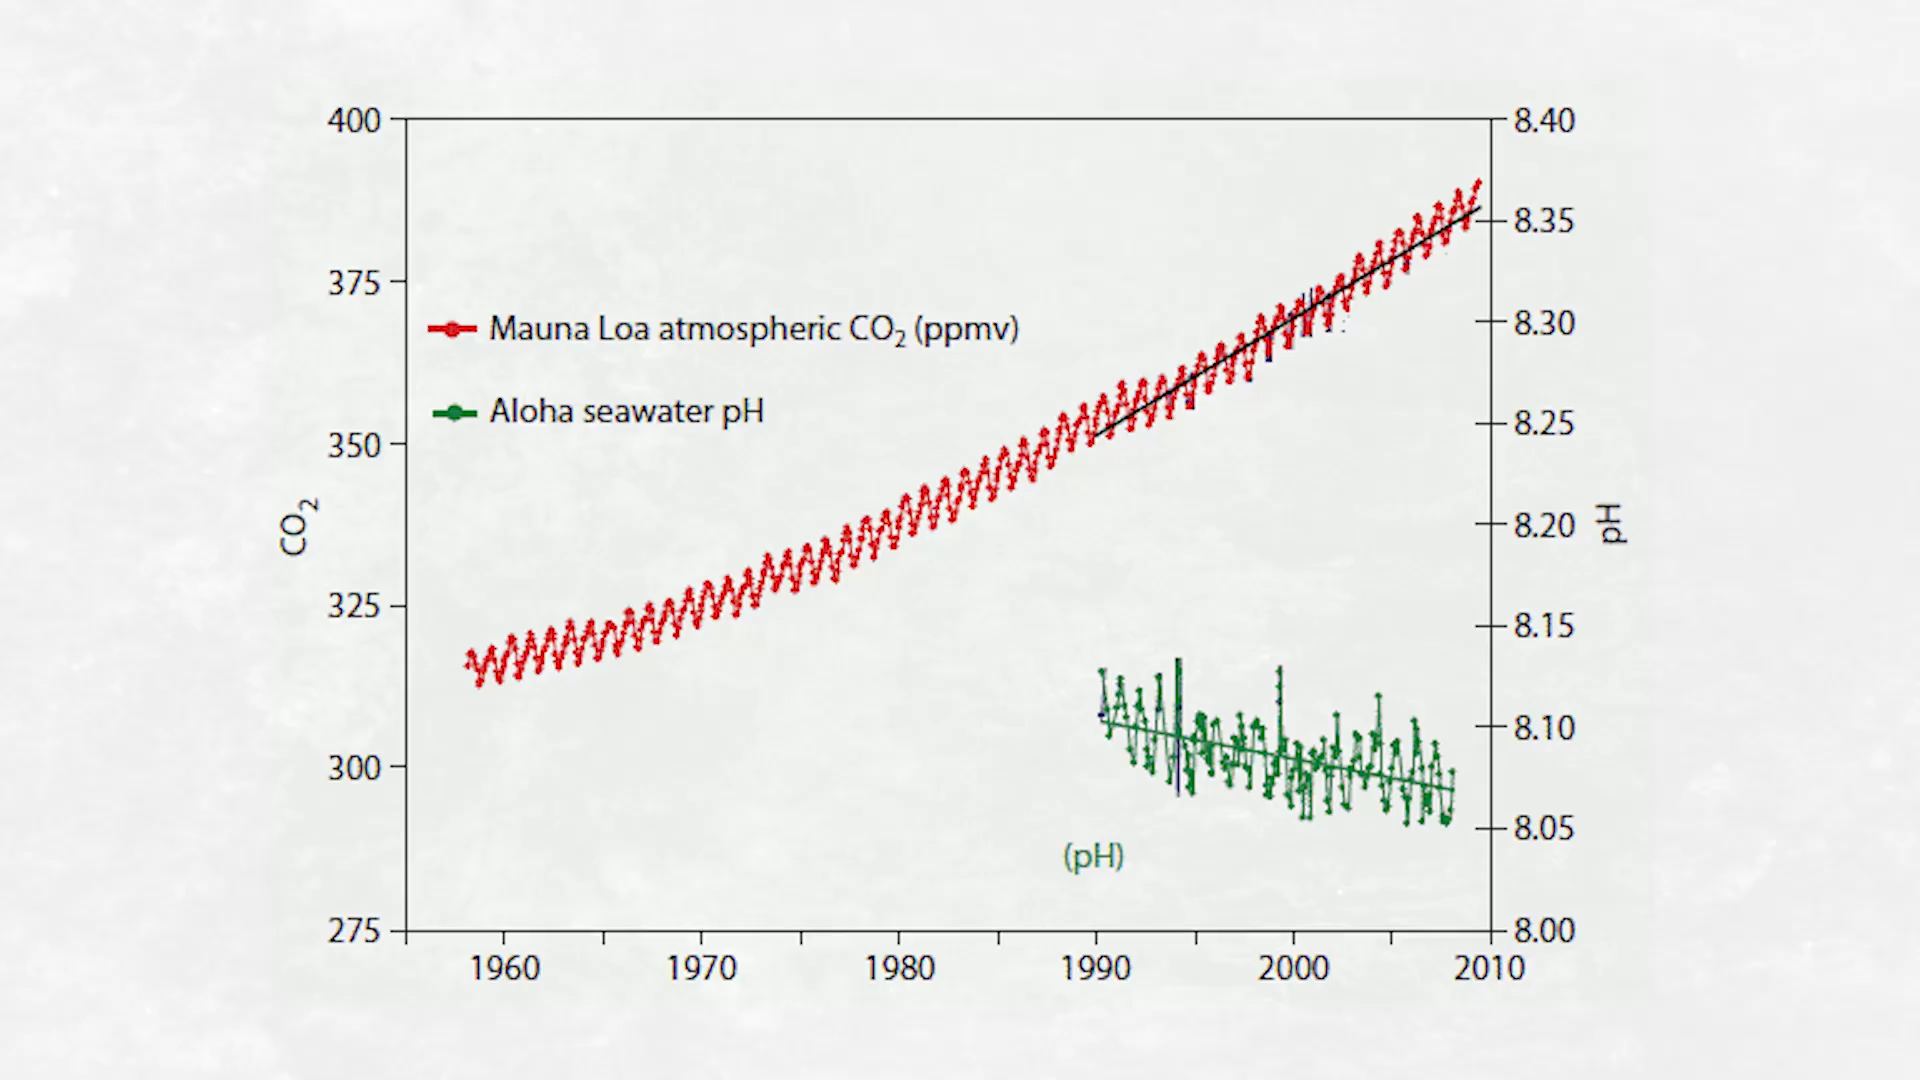 400
375
350
325
300
275
CO2
Mauna Loa atmospheric CO2 (ppmv)
Aloha seawater pH
(pH)
8.40
8.35
8.30
8.25
8.20
8.15
8.10
8.05
8.00
pH
1960 1970 1980 1990 2000 2010